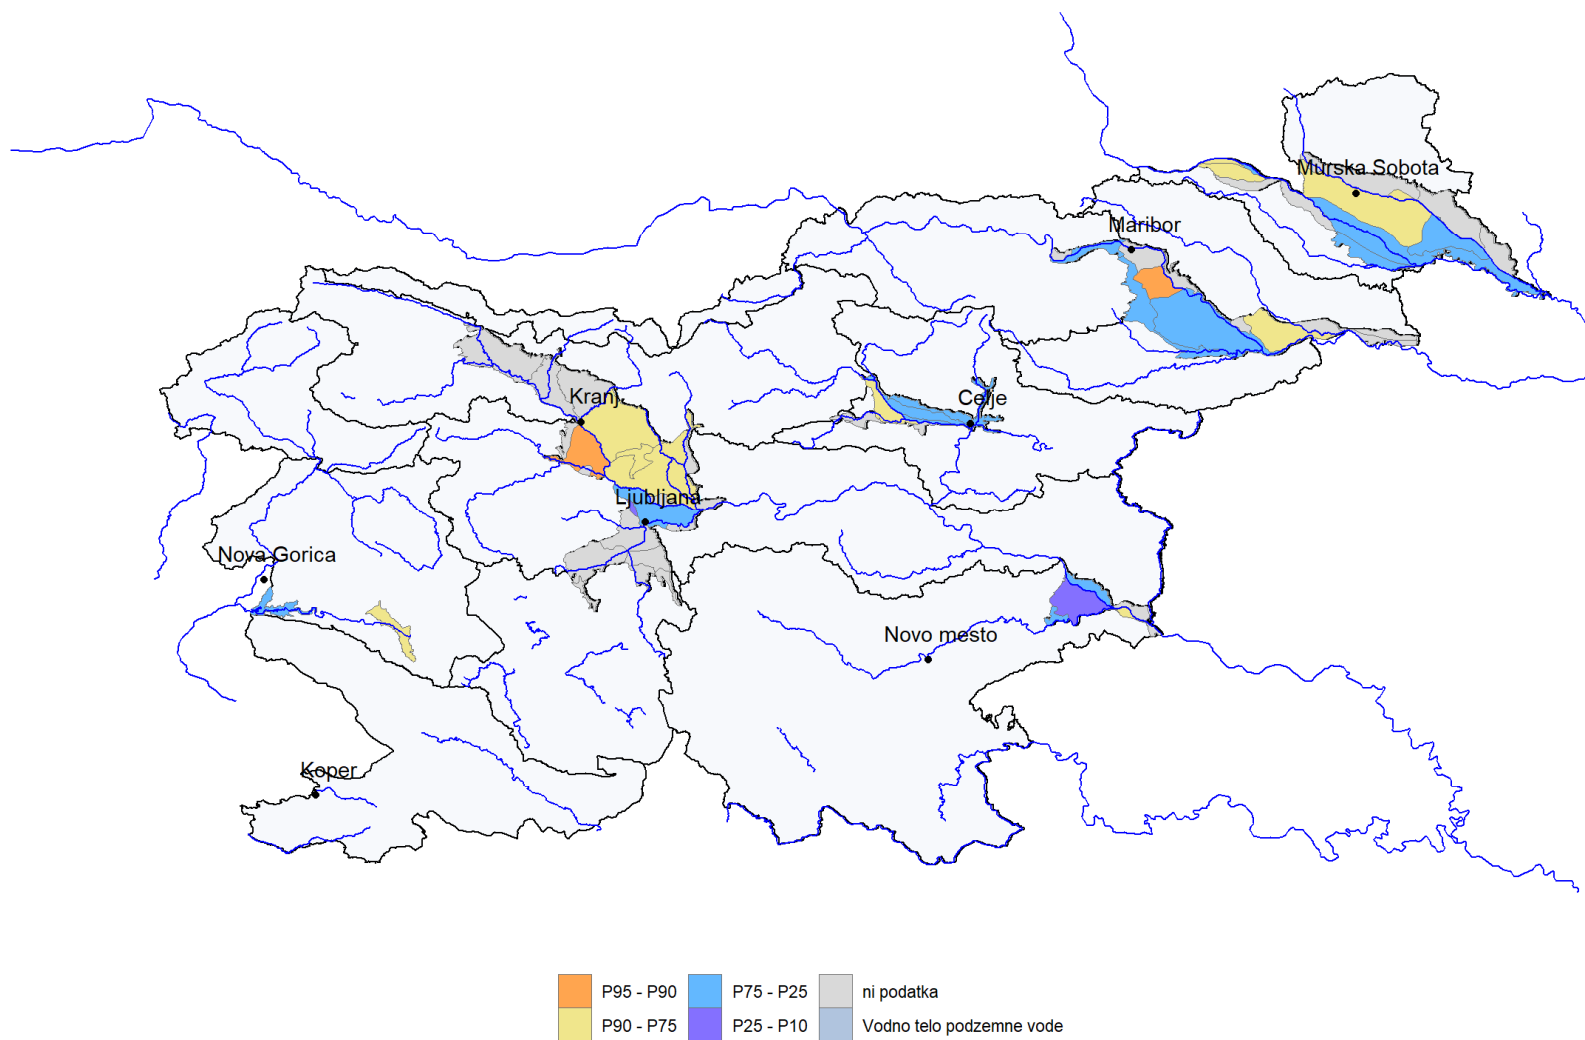 Murska Sobota
Maribor
Kranj
Celje
Ljubljana
Nova Gorica
Novo mesto
Koper
P95 - P90
P75 - P25
ni podatka
P90 - P75
P25 - P10
Vodno telo podzemne vode